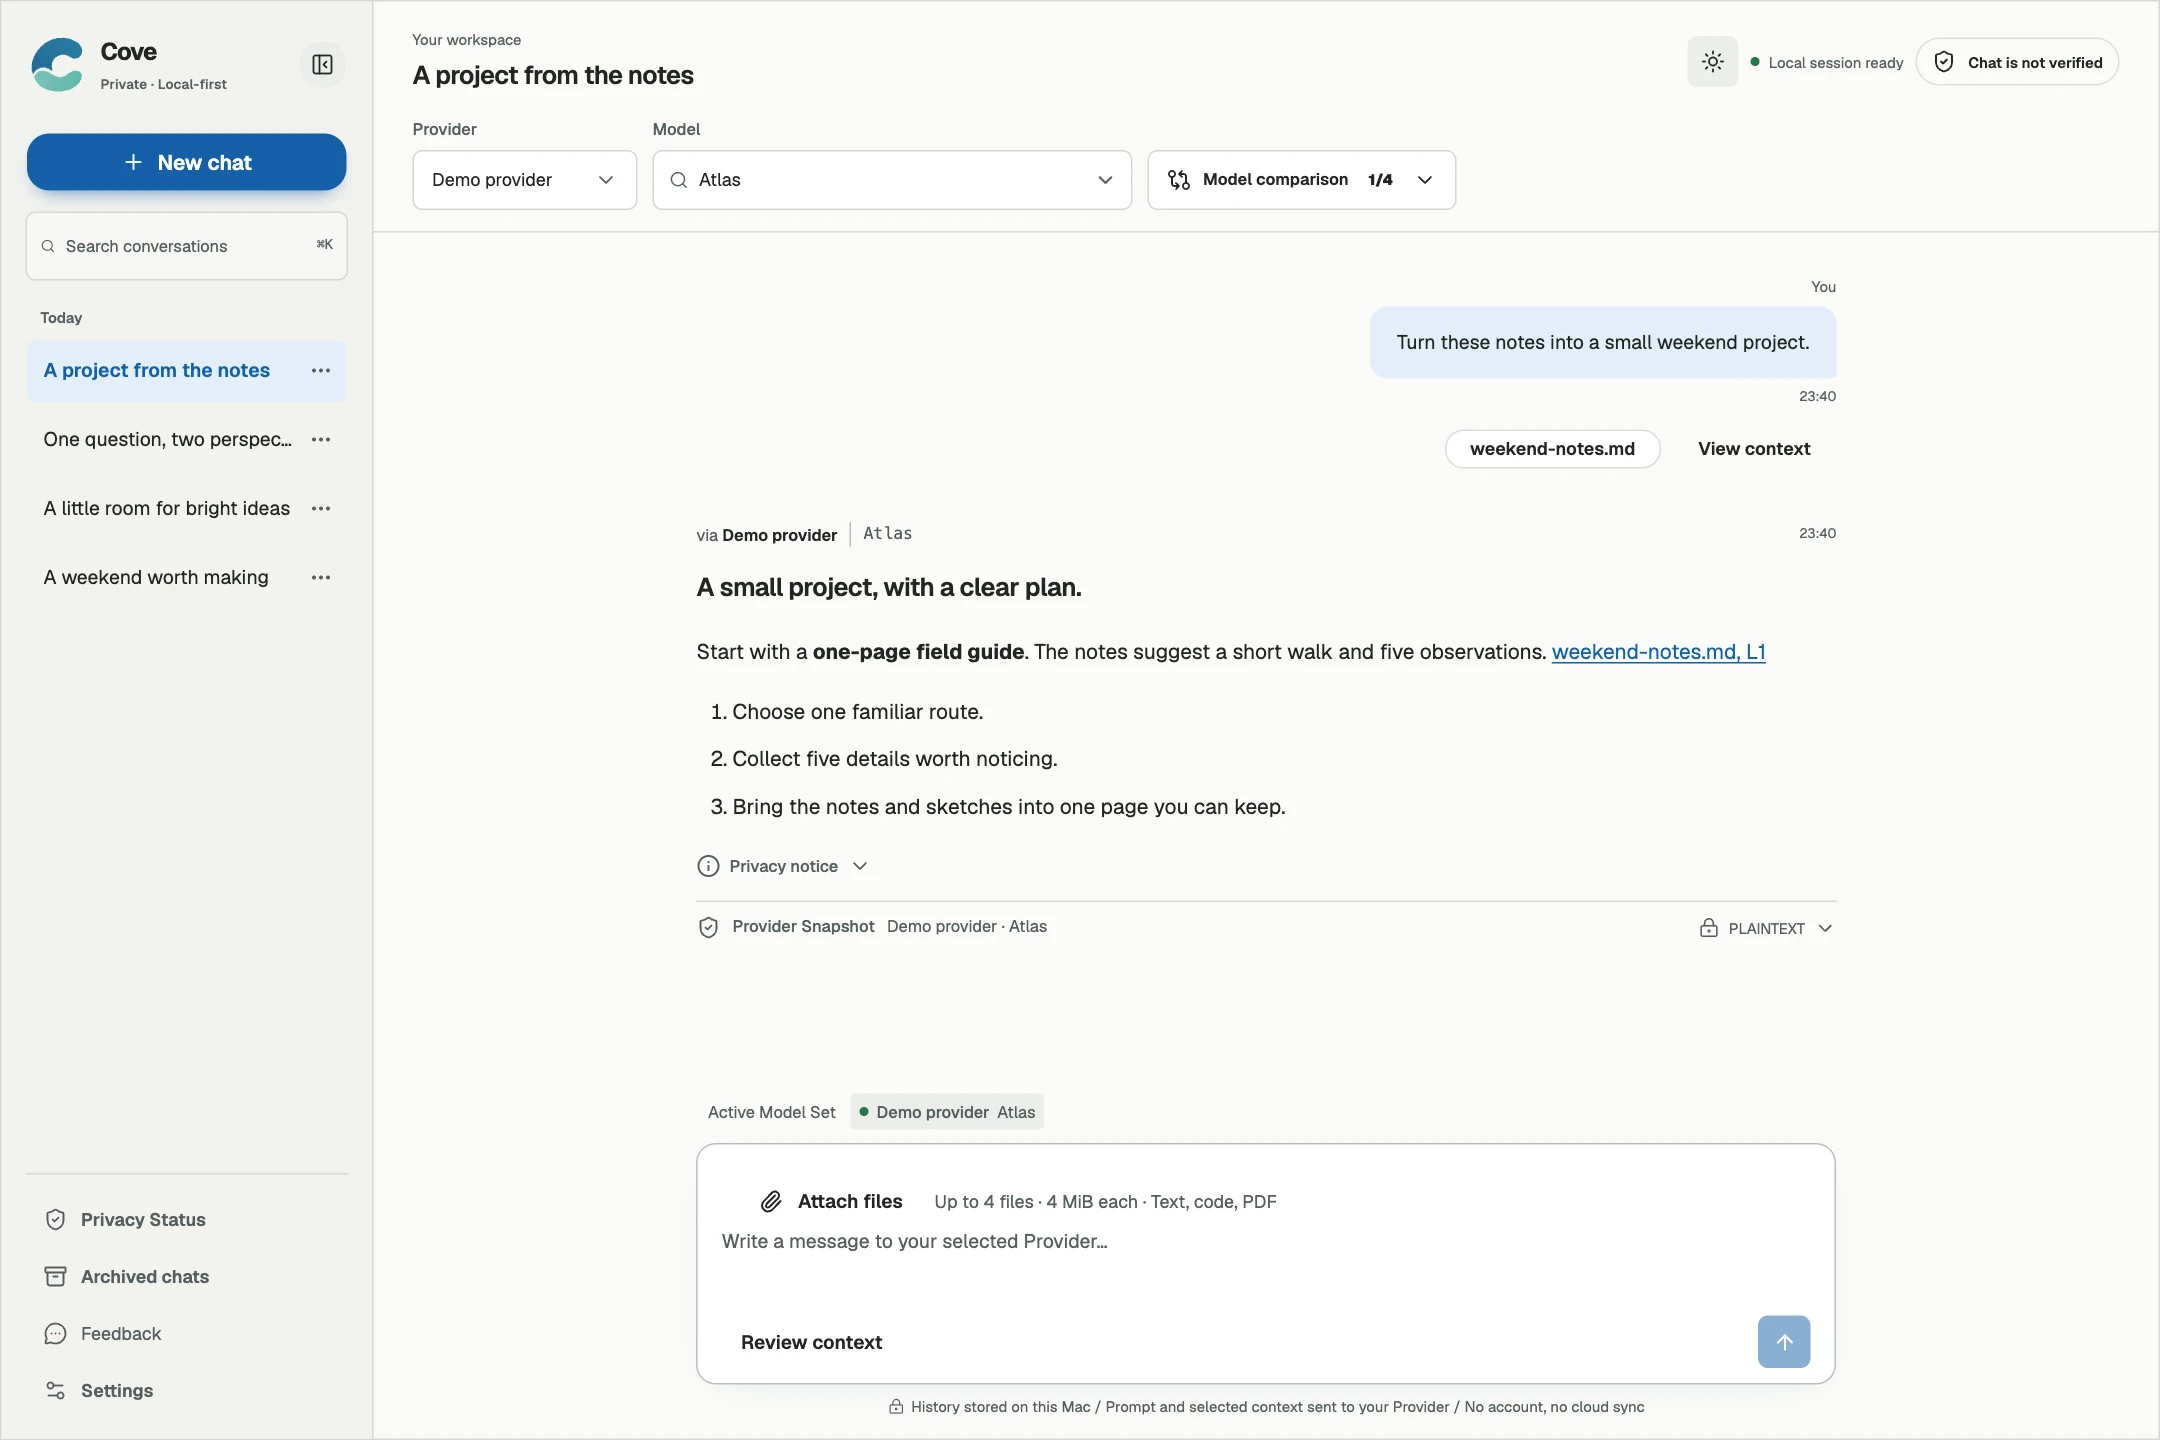 Cove
Private · Local-first
New chat
Search conversations ⌘K
Today
A project from the notes
One question, two perspec...
A little room for bright ideas
A weekend worth making
Privacy Status
Archived chats
Feedback
Settings
Your workspace
A project from the notes
Local session ready
Chat is not verified
Provider
Model
Demo provider
Atlas
Model comparison 1/4
You
Turn these notes into a small weekend project.
23:40
weekend-notes.md
View context
via Demo provider | Atlas
23:40
A small project, with a clear plan.
Start with a one-page field guide. The notes suggest a short walk and five observations. weekend-notes.md, L1
1. Choose one familiar route.
2. Collect five details worth noticing.
3. Bring the notes and sketches into one page you can keep.
Privacy notice
Provider Snapshot Demo provider · Atlas
PLAINTEXT
Active Model Set
Demo provider Atlas
Attach files
Up to 4 files · 4 MiB each · Text, code, PDF
Write a message to your selected Provider...
Review context
History stored on this Mac / Prompt and selected context sent to your Provider / No account, no cloud sync